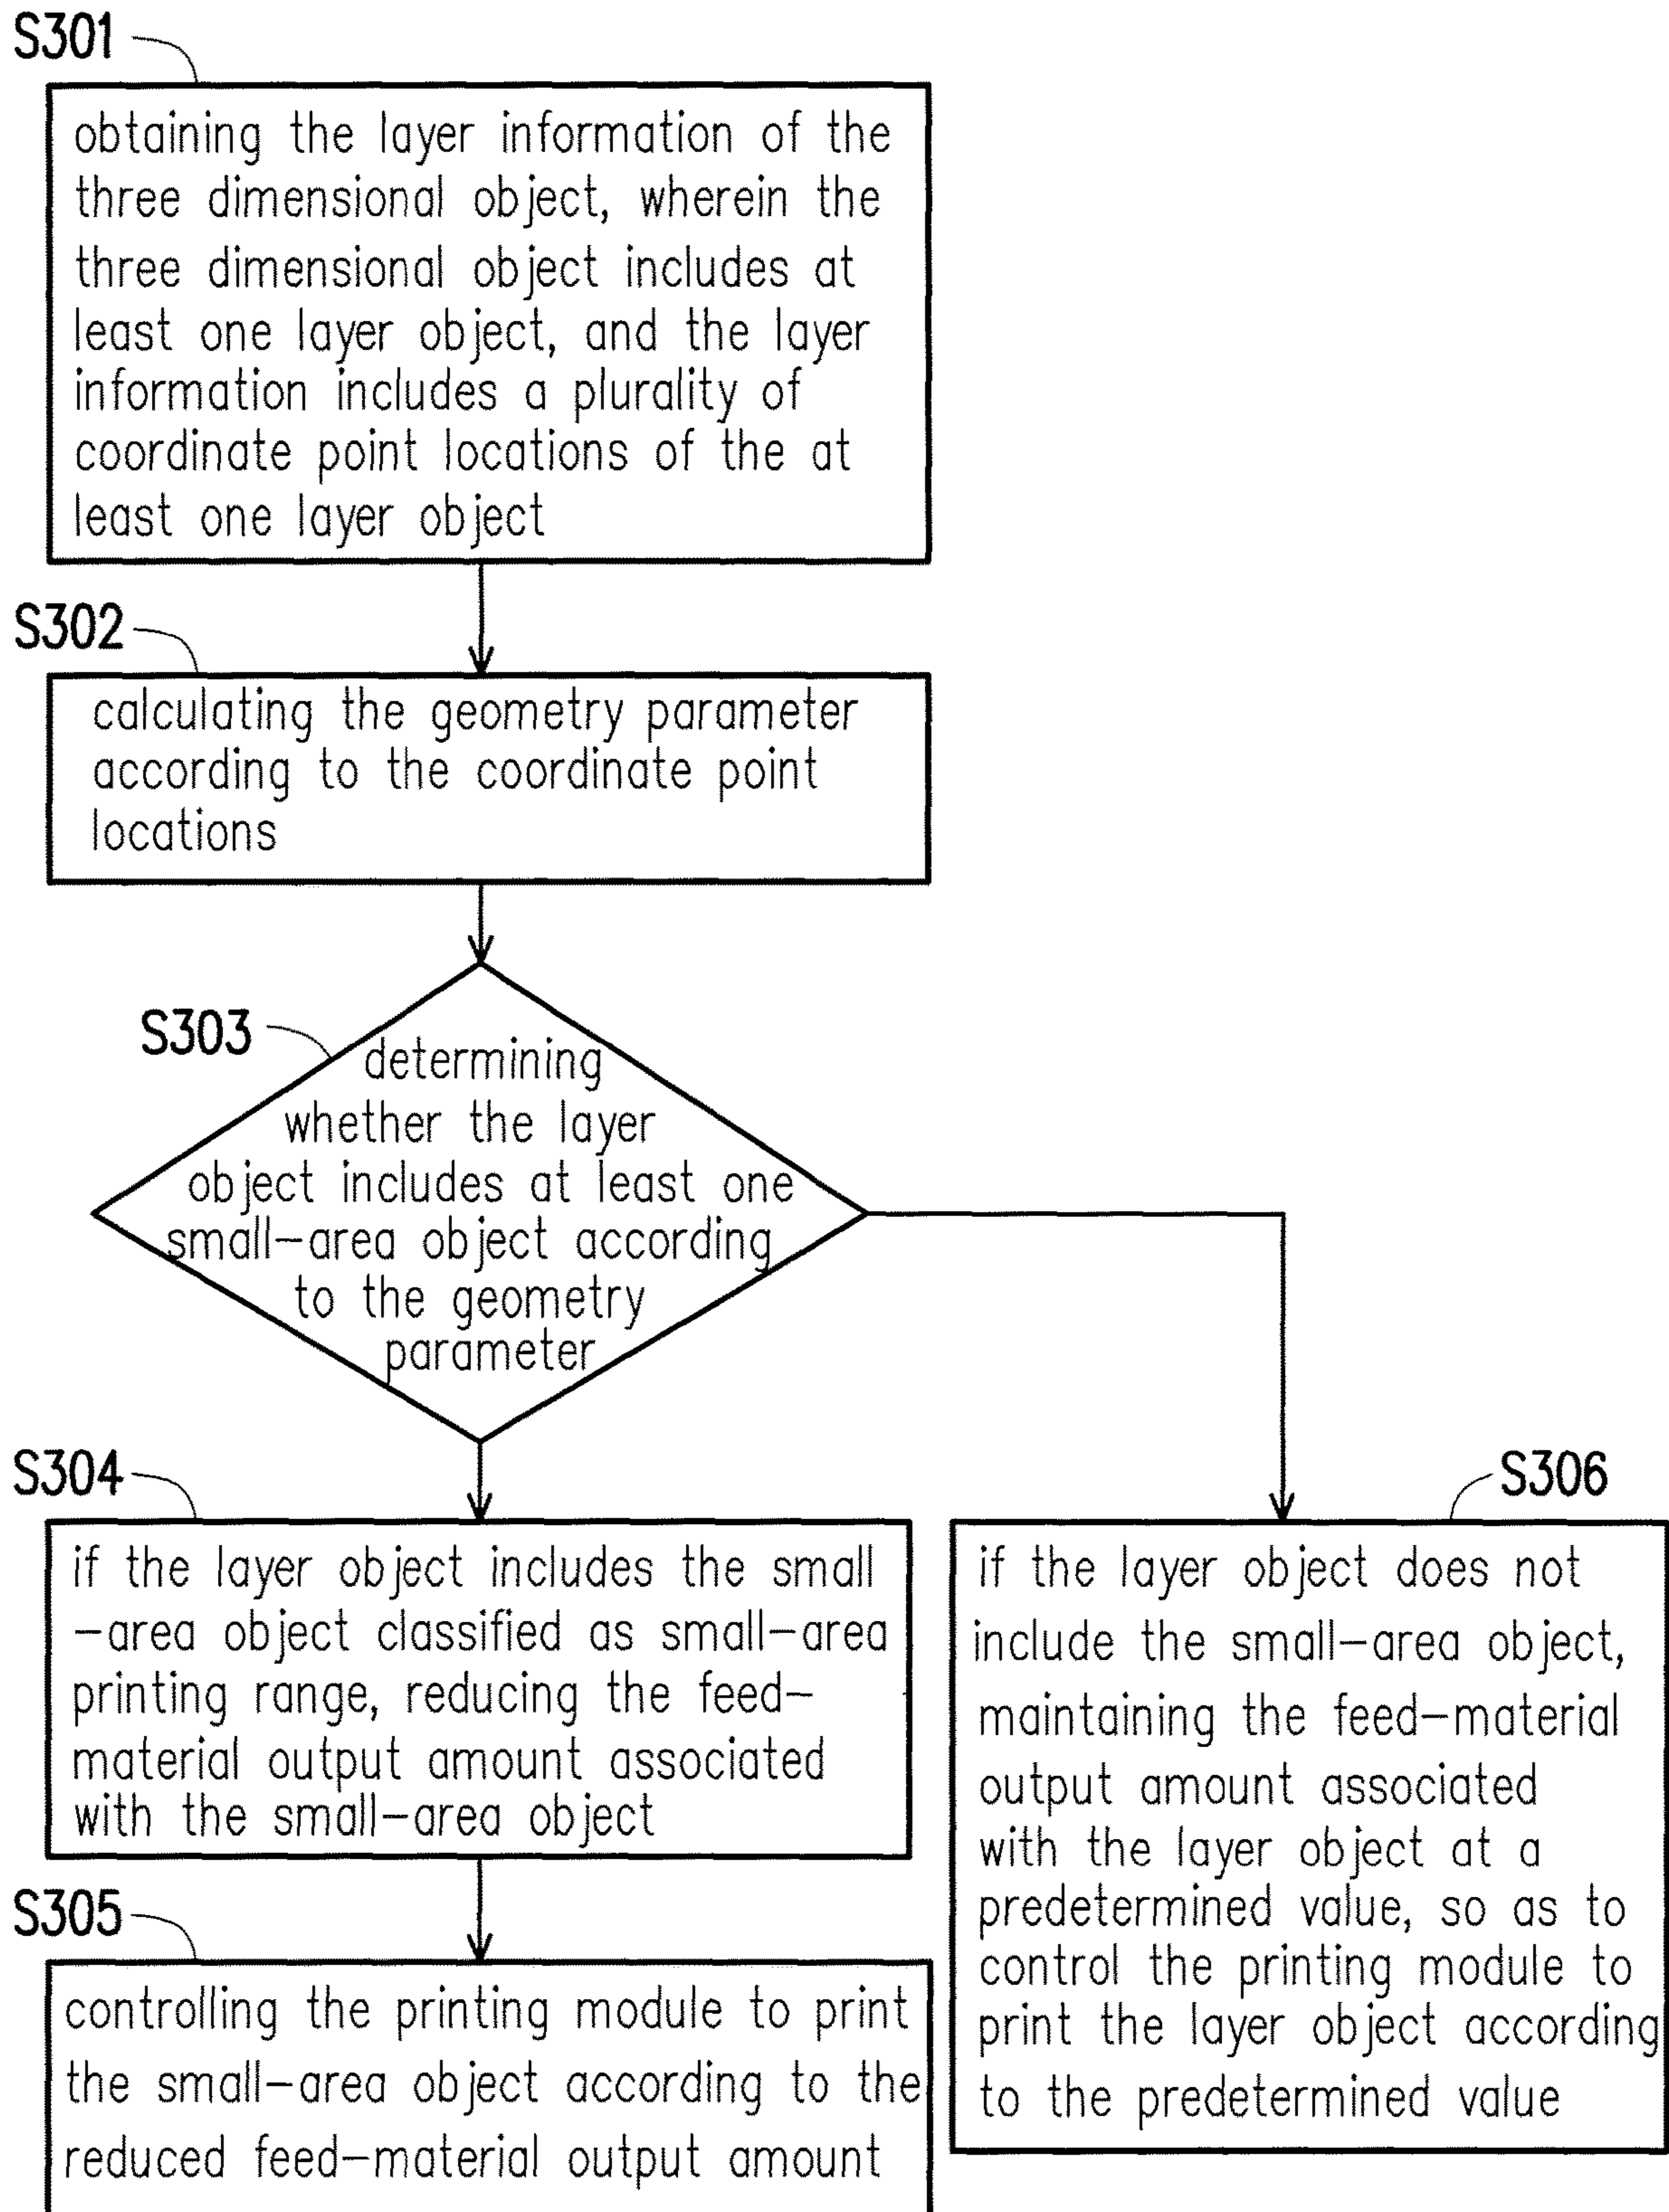 S301
obtaining the layer information of the
three dimensional object, wherein the
three dimensional object includes at
least one layer object, and the layer
information includes a plurality of
coordinate point locations of the at
least one layer object
S302
calculating the geometry parameter
according to the coordinate point
locations
S303
determining
whether the layer
object includes at least one
small-area object according
to the geometry
parameter
S304
if the layer object includes the small
-area object classified as small-area
printing range, reducing the feed-
material output amount associated
with the small-area object
S305
controlling the printing module to print
the small-area object according to the
reduced feed-material output amount
S306
if the layer object does not
include the small-area object,
maintaining the feed-material
output amount associated
with the layer object at a
predetermined value, so as to
control the printing module to
print the layer object according
to the predetermined value